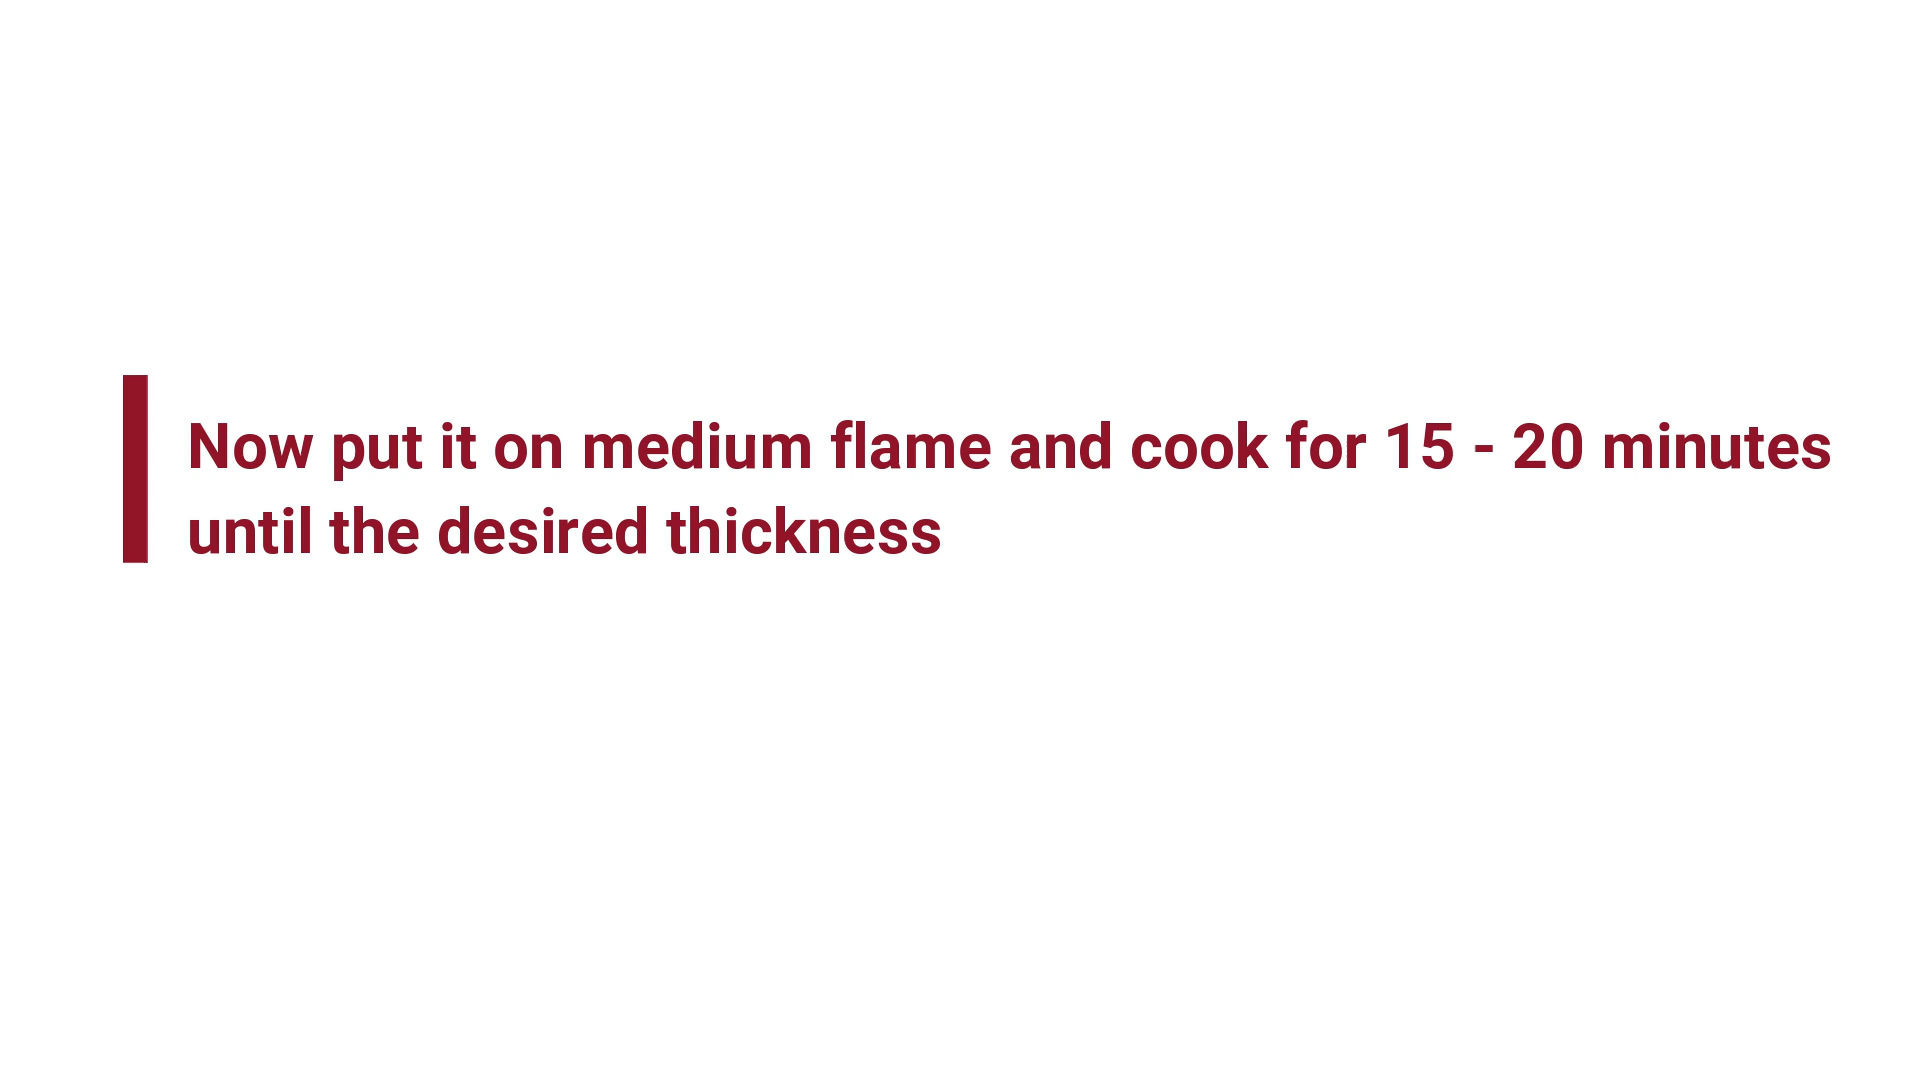 Now put it on medium flame and cook for 15 - 20 minutes
until the desired thickness